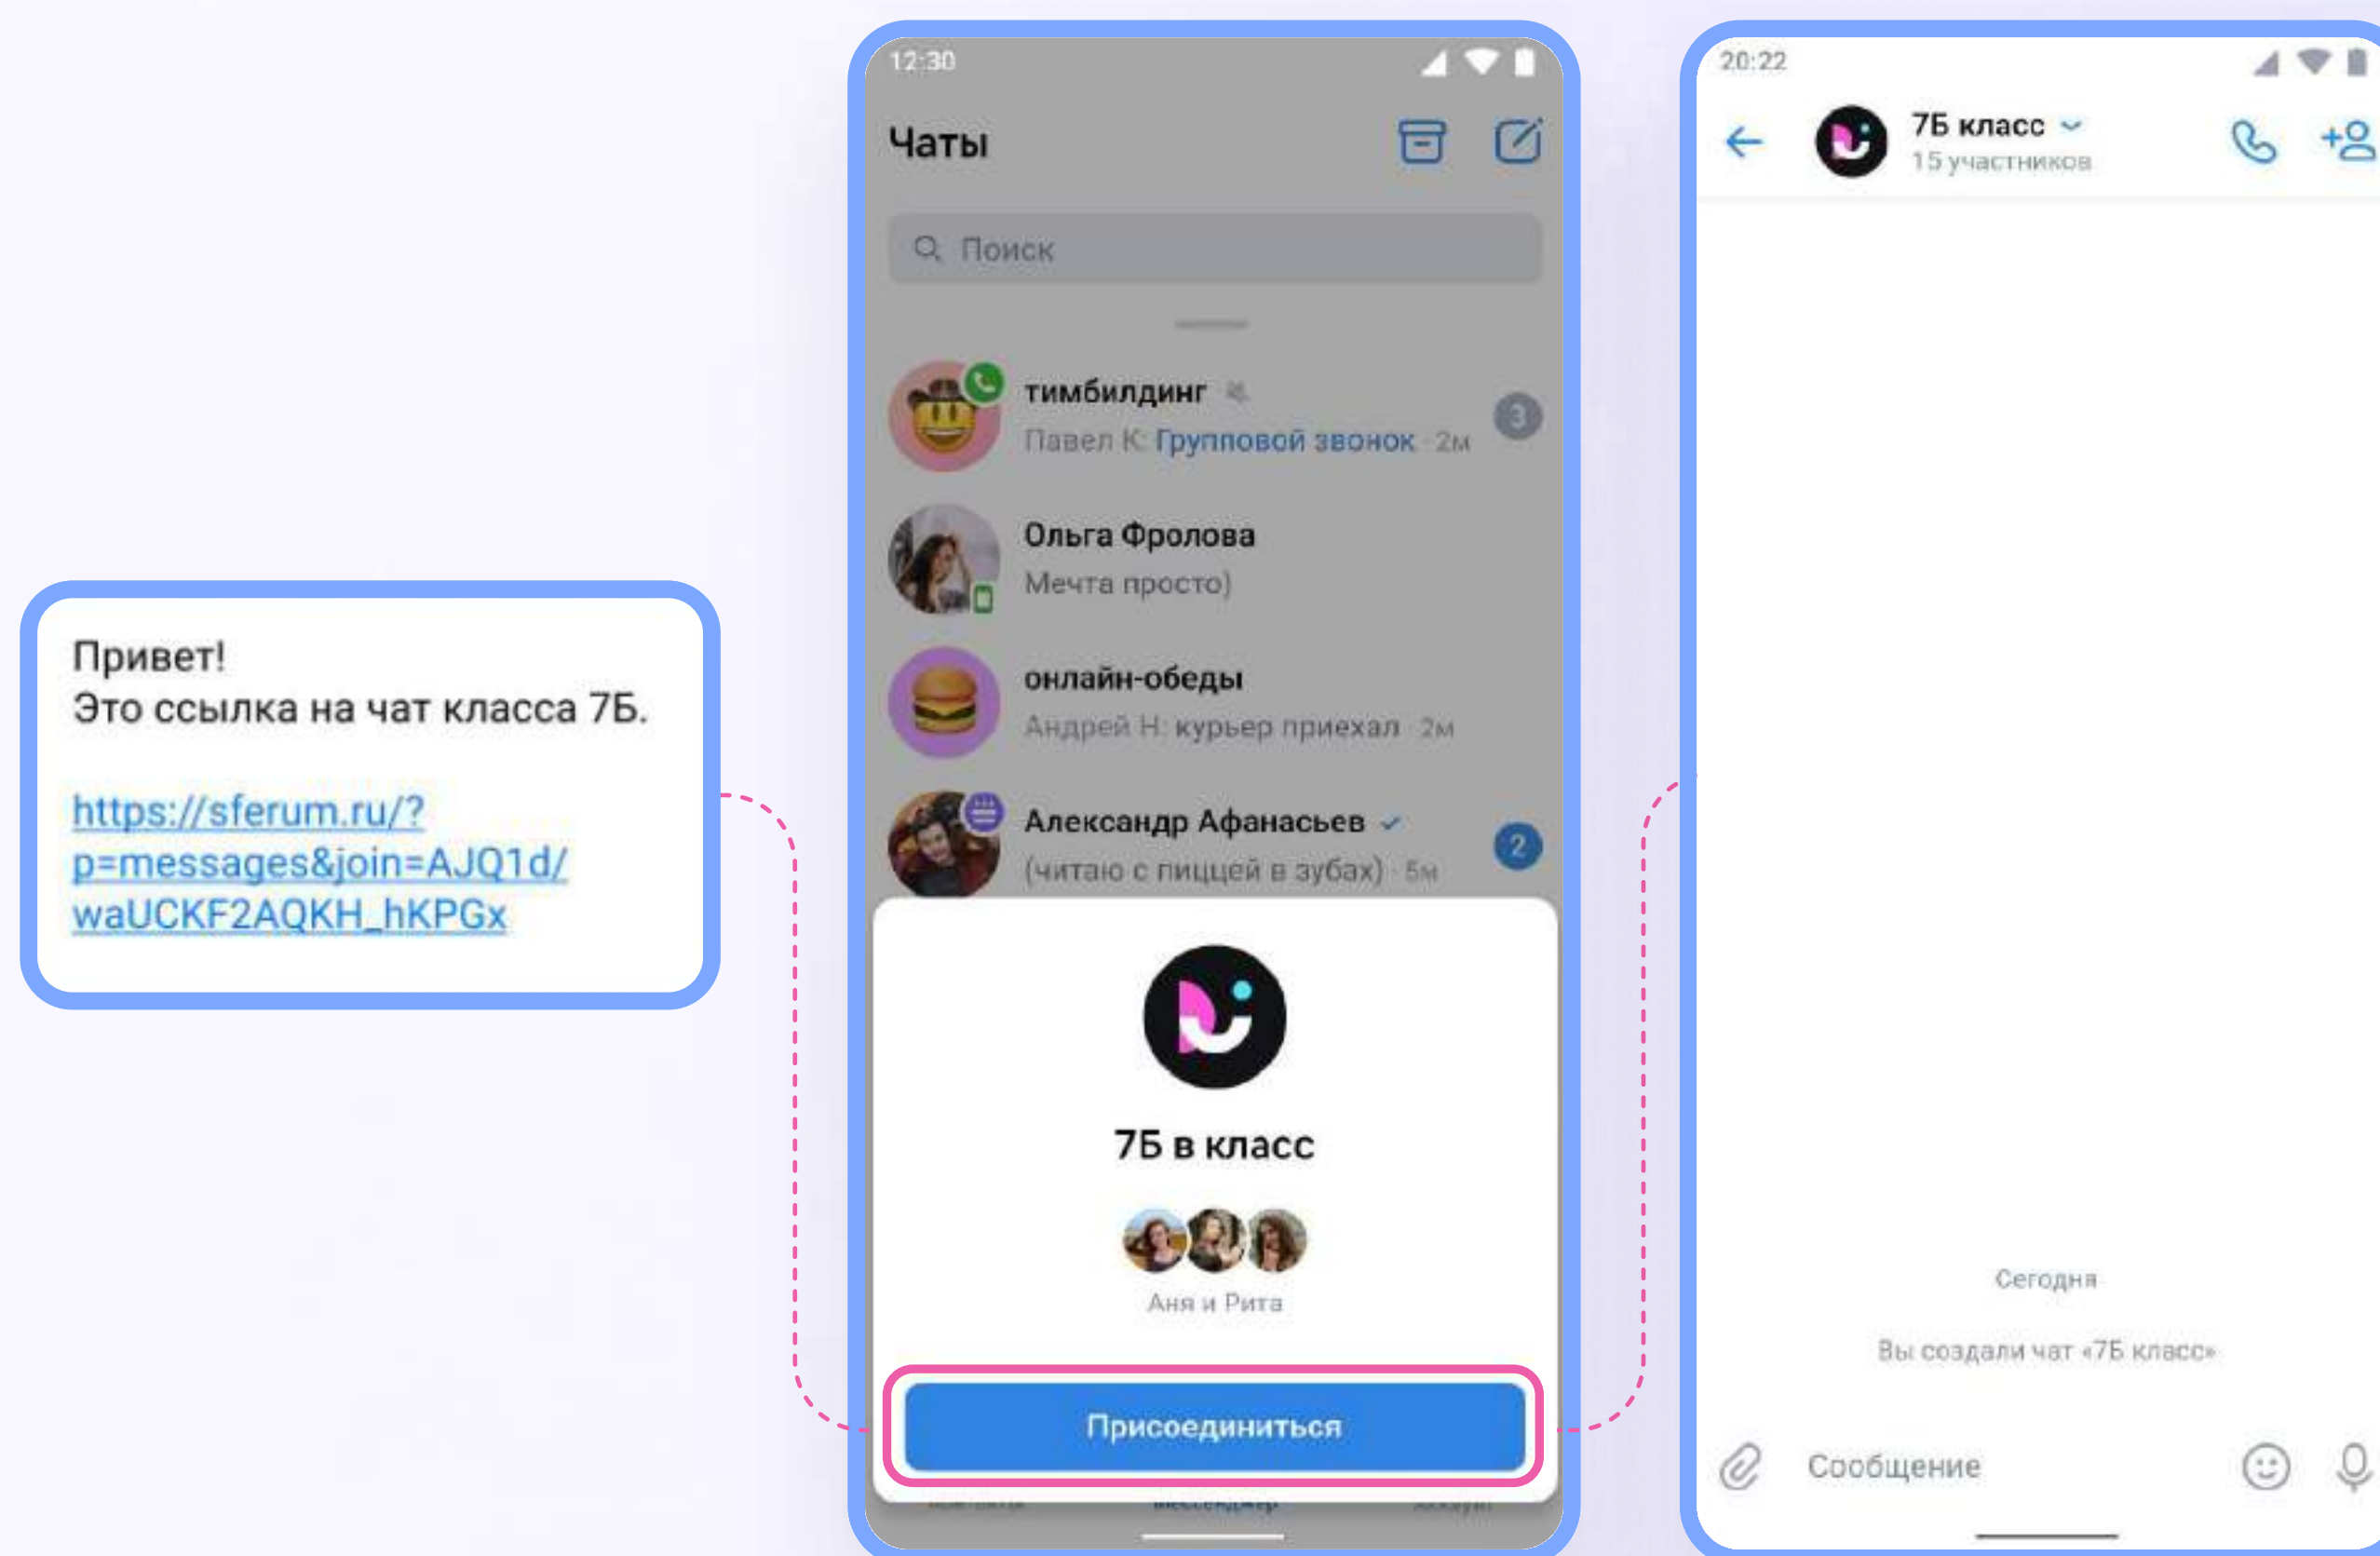 Привет!
Это ссылка на чат класса 7Б.
https://sferum.ru/?
p=messages&join=AJQ1d/
waUCKF2AQKH_hKPGx
12:30
Чаты
Поиск
тимбилдинг
3
Павел К: Групповой звонок · 2м
Ольга Фролова
Мечта просто)
онлайн-обеды
Андрей Н: курьер приехал · 2м
Александр Афанасьев
2
(читаю с пиццей в зубах) · 5м
7Б в класс
Аня и Рита
Присоединиться
20:22
7Б класс
15 участников
Сегодня
Вы создали чат «7Б класс»
Сообщение